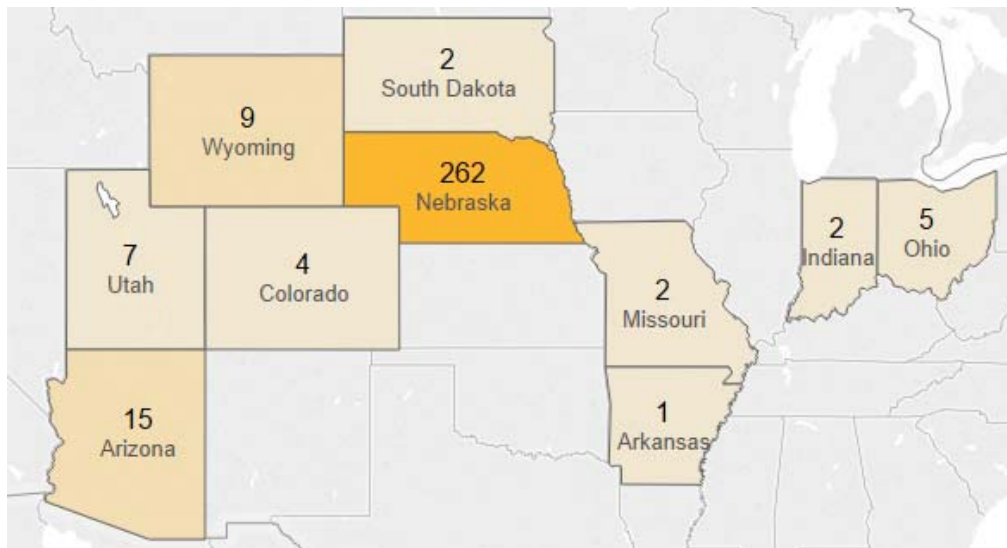 2
South Dakota
9
Wyoming
262
Nebraska
7
Utah
4
Colorado
2
Missouri
2
Indiana
5
Ohio
15
Arizona
1
Arkansas